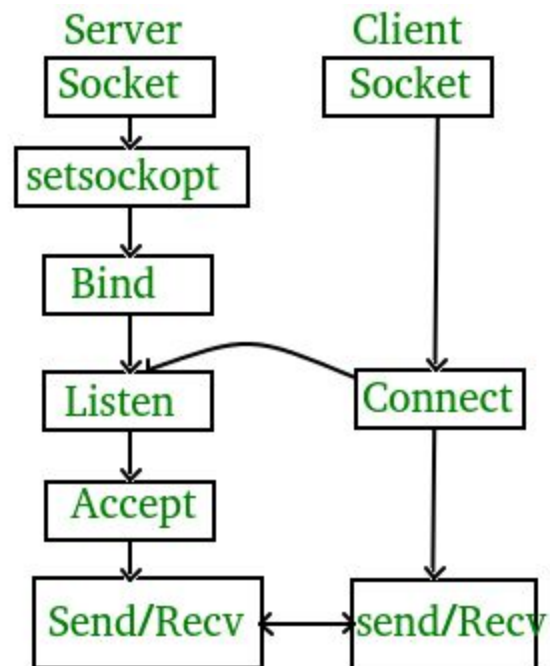 Server
Client
Socket
Socket
setsockopt
Bind
Listen
Connect
Accept
Send/Recv
send/Recv